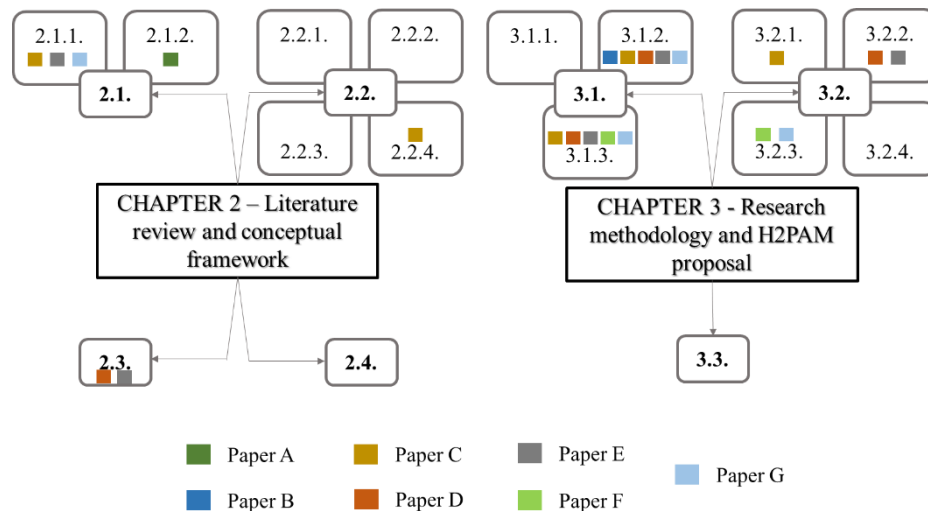 2.1.1.
2.1.2.
2.1.
2.2.1.
2.2.2.
2.2.
2.2.3.
2.2.4.
3.1.1.
3.1.2.
3.1.
3.1.3.
3.2.1.
3.2.2.
3.2.
3.2.3.
3.2.4.
CHAPTER 2 – Literature
review and conceptual
framework
CHAPTER 3 - Research
methodology and H2PAM
proposal
2.3.
2.4.
3.3.
Paper A
Paper C
Paper E
Paper G
Paper B
Paper D
Paper F